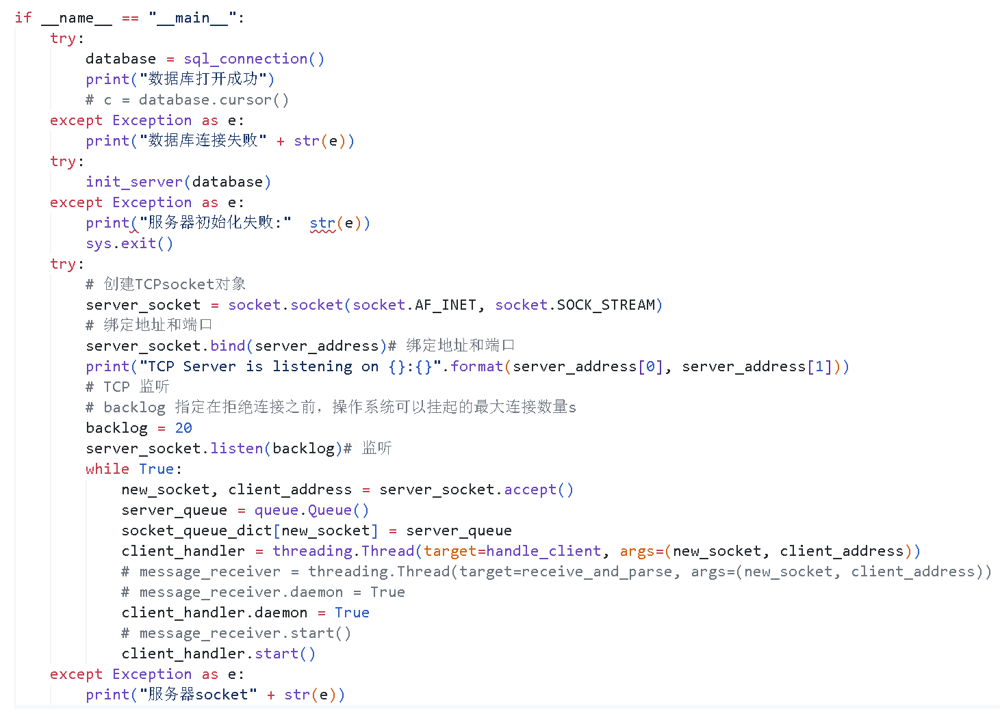 if __name__ == "__main__":
    try:
        database = sql_connection()
        print("数据库打开成功")
        # c = database.cursor()
    except Exception as e:
        print("数据库连接失败" + str(e))
    try:
        init_server(database)
    except Exception as e:
        print("服务器初始化失败:"  str(e))
        sys.exit()
    try:
        # 创建TCPsocket对象
        server_socket = socket.socket(socket.AF_INET, socket.SOCK_STREAM)
        # 绑定地址和端口
        server_socket.bind(server_address)# 绑定地址和端口
        print("TCP Server is listening on {}:{}".format(server_address[0], server_address[1]))
        # TCP 监听
        # backlog 指定在拒绝连接之前，操作系统可以挂起的最大连接数量s
        backlog = 20
        server_socket.listen(backlog)# 监听
        while True:
            new_socket, client_address = server_socket.accept()
            server_queue = queue.Queue()
            socket_queue_dict[new_socket] = server_queue
            client_handler = threading.Thread(target=handle_client, args=(new_socket, client_address))
            # message_receiver = threading.Thread(target=receive_and_parse, args=(new_socket, client_address))
            # message_receiver.daemon = True
            client_handler.daemon = True
            # message_receiver.start()
            client_handler.start()
    except Exception as e:
        print("服务器socket" + str(e))